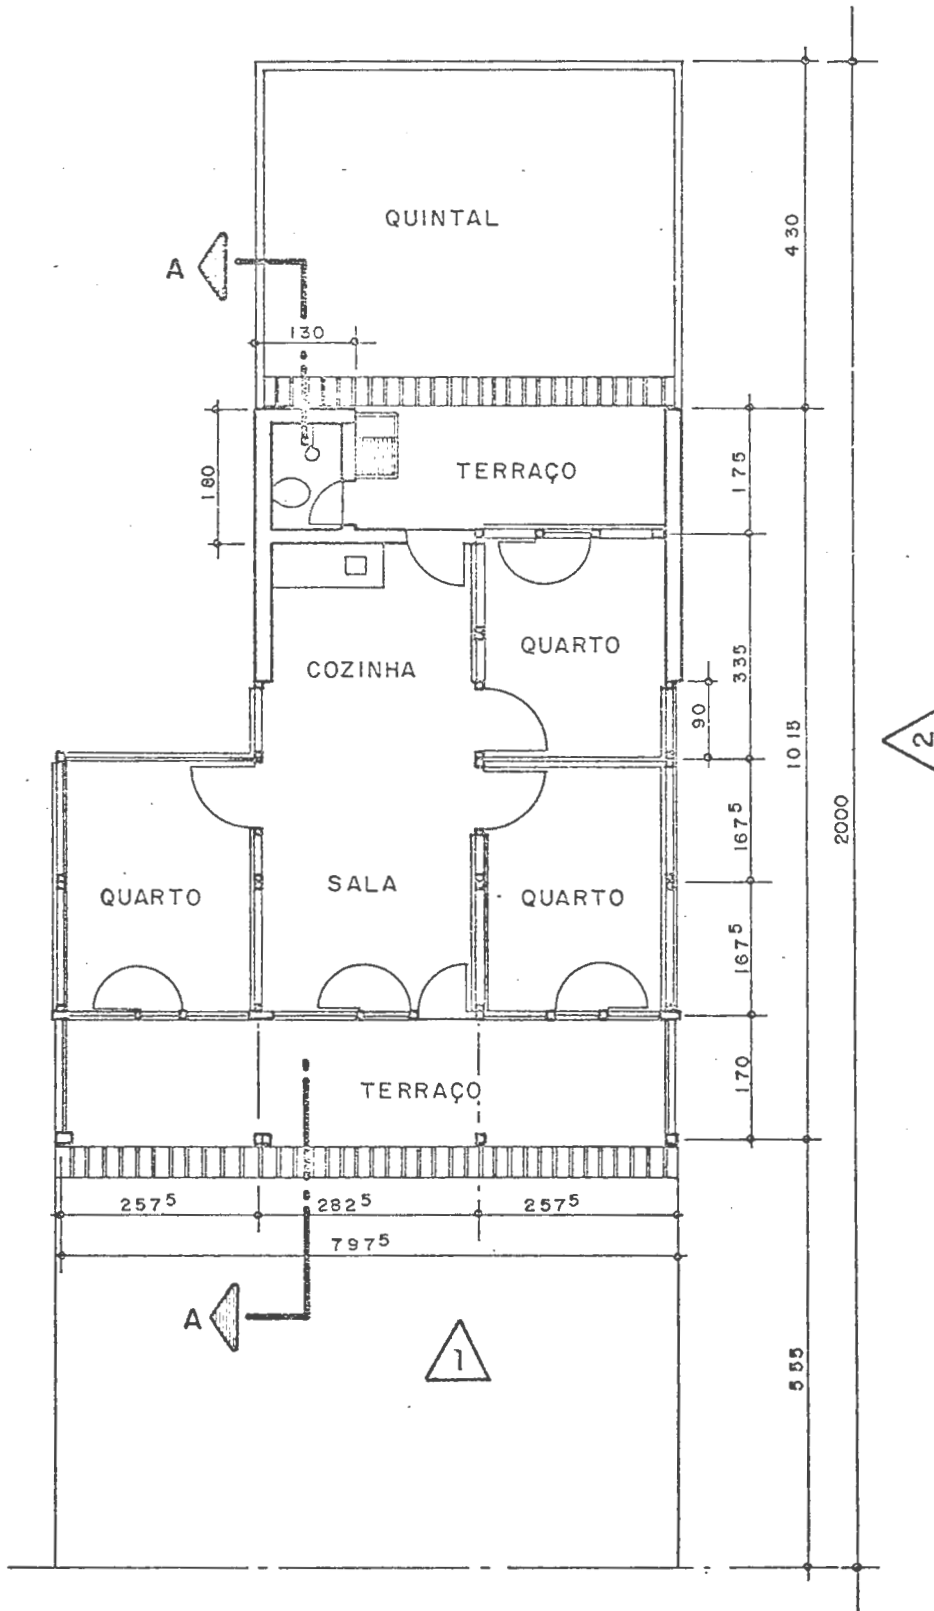 QUINTAL
430
A
130
180
TERRAÇO
175
COZINHA
QUARTO
335
90
1015
2
2000
QUARTO
SALA
QUARTO
167⁵
167⁵
TERRAÇO
170
257⁵
282⁵
257⁵
797⁵
A
1
555